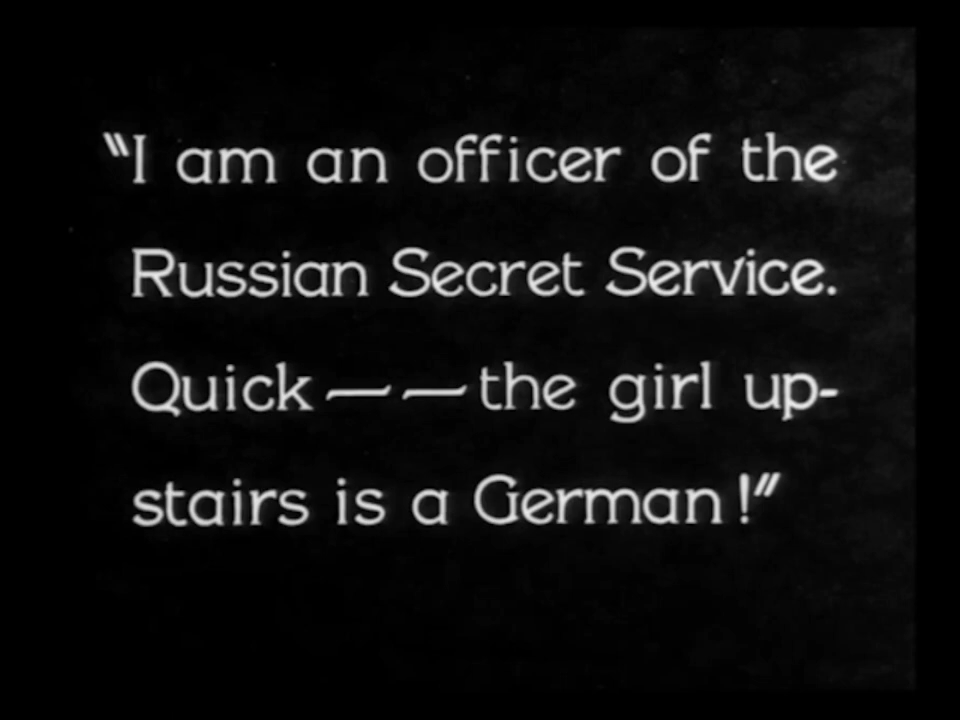 "I am an officer of the
Russian Secret Service.
Quick——the girl up-
stairs is a German!"